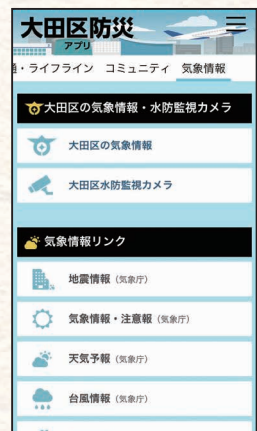 大田区防災
アプリ
・ライフライン コミュニティ 気象情報
大田区の気象情報・水防監視カメラ
大田区の気象情報
大田区水防監視カメラ
気象情報リンク
地震情報（気象庁）
気象情報・注意報（気象庁）
天気予報（気象庁）
台風情報（気象庁）